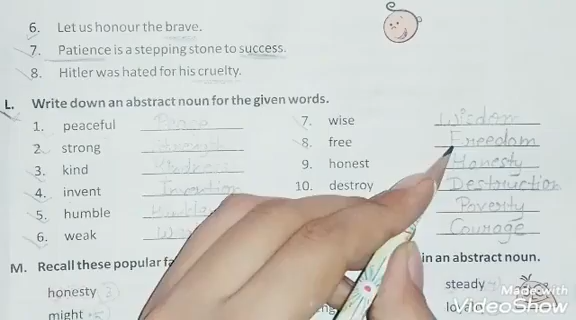 6. Let us honour the brave.
7. Patience is a stepping stone to success.
8. Hitler was hated for his cruelty.
L. Write down an abstract noun for the given words.
1. peaceful Peace
2. strong Strength
3. kind Kindness
4. invent Invention
5. humble
6. weak
7. wise Wisdom
8. free Freedom
9. honest Honesty
10. destroy Destruction
Poverty
Courage
M. Recall these popular in an abstract noun.
honesty
might
steady
Made with
VideoShow